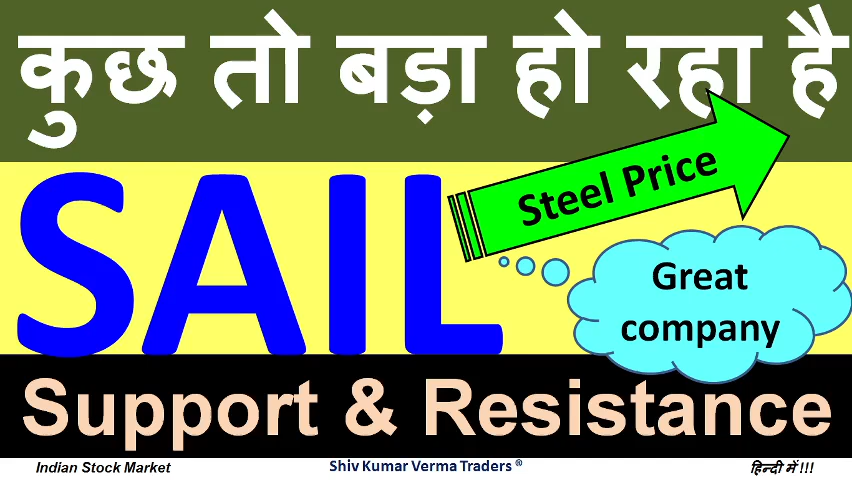 कुछ तो बड़ा हो रहा है
SAIL
Steel Price
Great
company
Support & Resistance
Indian Stock Market
Shiv Kumar Verma Traders ®
हिन्दी में !!!